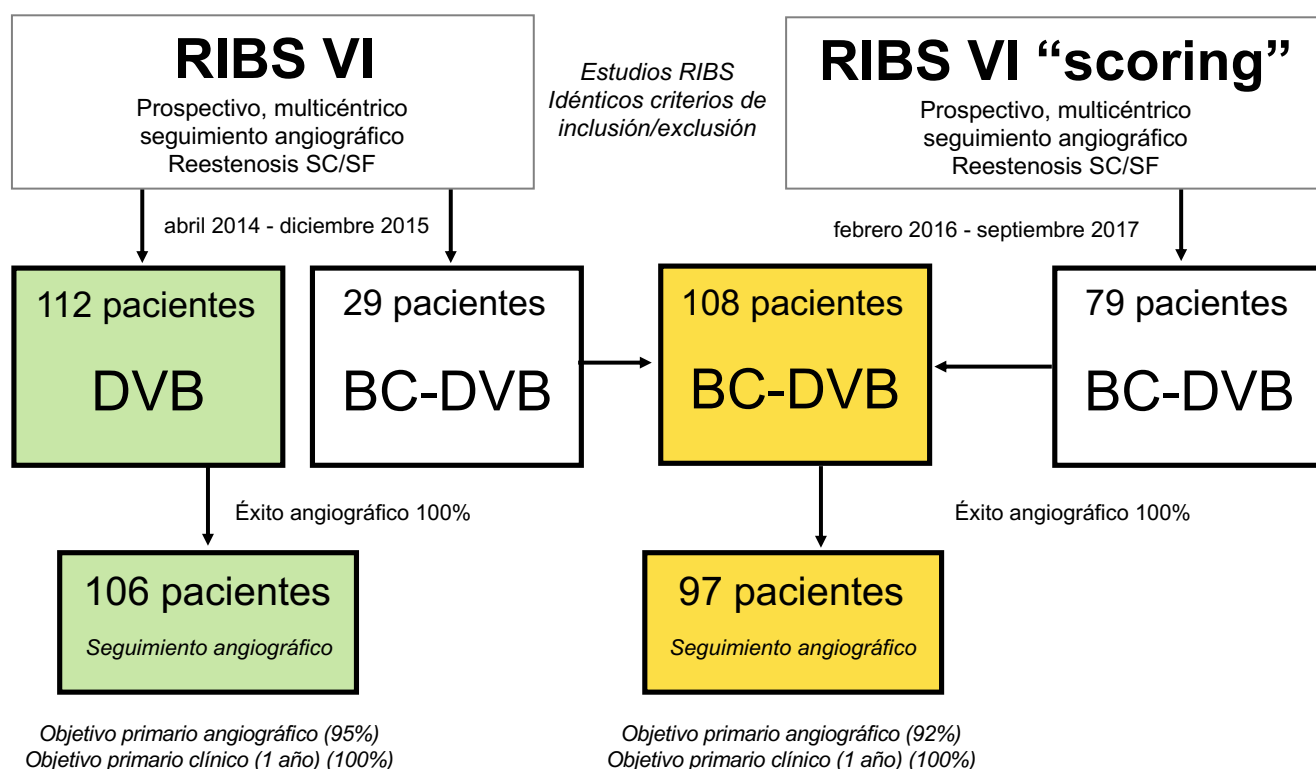 RIBS VI
Prospectivo, multicéntrico
seguimiento angiográfico
Reestenosis SC/SF
Estudios RIBS
Idénticos criterios de
inclusión/exclusión
RIBS VI “scoring”
Prospectivo, multicéntrico
seguimiento angiográfico
Reestenosis SC/SF
abril 2014 - diciembre 2015
febrero 2016 - septiembre 2017
112 pacientes
DVB
29 pacientes
BC-DVB
108 pacientes
BC-DVB
79 pacientes
BC-DVB
Éxito angiográfico 100%
Éxito angiográfico 100%
106 pacientes
Seguimiento angiográfico
97 pacientes
Seguimiento angiográfico
Objetivo primario angiográfico (95%)
Objetivo primario clínico (1 año) (100%)
Objetivo primario angiográfico (92%)
Objetivo primario clínico (1 año) (100%)